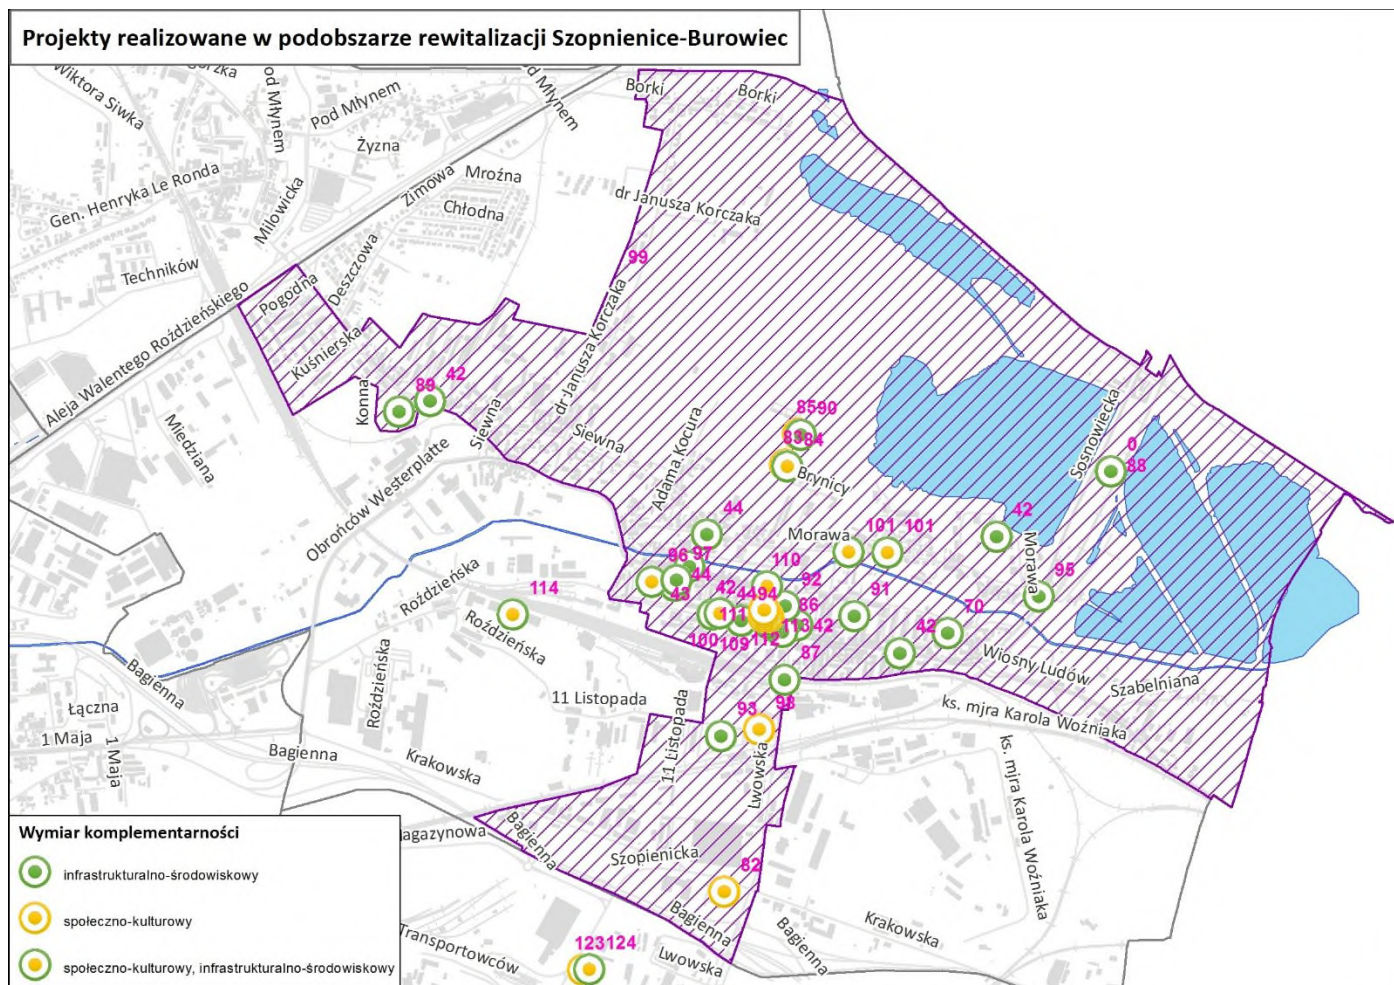 Projekty realizowane w podobszarze rewitalizacji Szopnienice-Burowiec
Wiktora Siwka
od Młynem
Pod Młynem
od Młynem
Borki
Borki
Żyzna
Gen. Henryka Le Ronda
Milowicka
Zimowa
Mroźna
Chłodna
dr Janusza Korczaka
Techników
Deszczowa
Pogodna
99
Aleja Walentego Roździeńskiego
Kuśnierska
dr Janusza Korczaka
Konna
89
42
Miedziana
Siewna
Siewna
Adama Kocura
8590
8384
Brynicy
Sosnowiecka
0
88
Obrońców Westerplatte
44
Morawa
101
101
42
Morawa
95
96
97
44
43
110
92
91
70
Roździeńska
114
Roździeńska
42
4494
86
111
113
42
42
100
109
112
87
Wiosny Ludów
Szabelniana
Bagienna
Łączna
1 Maja
1 Maja
Roździeńska
11 Listopada
11 Listopada
93
98
ks. mjra Karola Woźniaka
ks. mjra Karola Woźniaka
Bagienna
Krakowska
Lwowska
Bagienna
Szopienicka
82
Bagienna
Bagienna
Krakowska
Transportowców
123124
Lwowska
Wymiar komplementarności
infrastrukturalno-środowiskowy
społeczno-kulturowy
społeczno-kulturowy, infrastrukturalno-środowiskowy